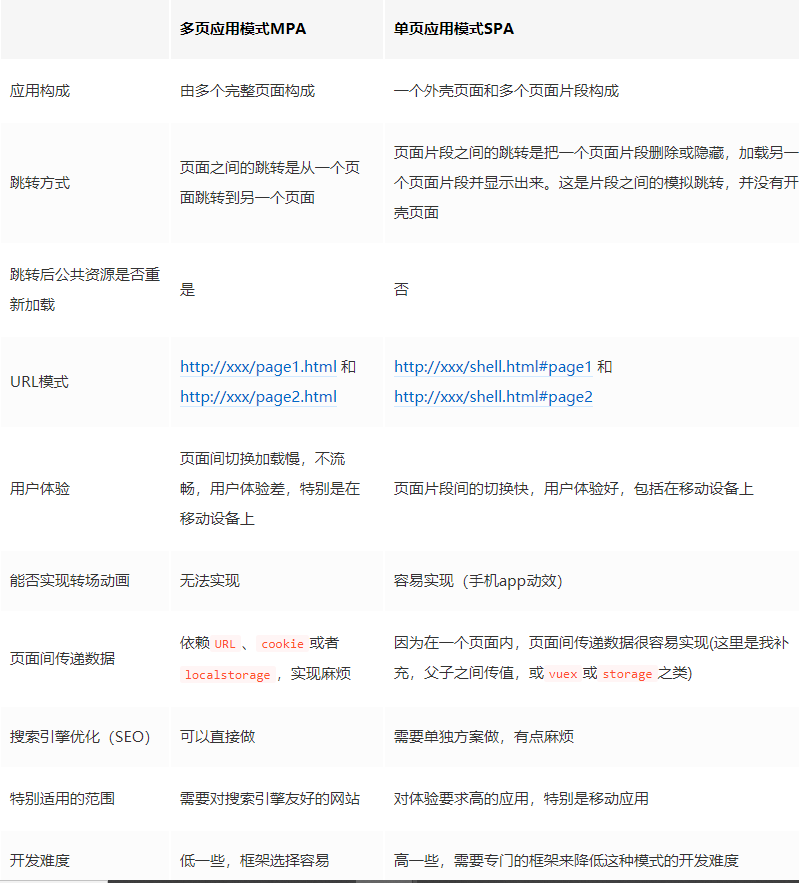 多页应用模式MPA 单页应用模式SPA
应用构成 由多个完整页面构成 一个外壳页面和多个页面片段构成
跳转方式
页面之间的跳转是从一个页
面跳转到另一个页面
页面片段之间的跳转是把一个页面片段删除或隐藏，加载另一
个页面片段并显示出来。这是片段之间的模拟跳转，并没有开
壳页面
跳转后公共资源是否重
新加载
是
否
URL模式
http://xxx/page1.html 和
http://xxx/page2.html
http://xxx/shell.html#page1 和
http://xxx/shell.html#page2
用户体验
页面间切换加载慢，不流
畅，用户体验差，特别是在
移动设备上
页面片段间的切换快，用户体验好，包括在移动设备上
能否实现转场动画 无法实现 容易实现（手机app动效）
页面间传递数据
依赖 URL 、 cookie 或者
localstorage ，实现麻烦
因为在一个页面内，页面间传递数据很容易实现(这里是我补
充，父子之间传值，或 vuex 或 storage 之类)
搜索引擎优化（SEO） 可以直接做 需要单独方案做，有点麻烦
特别适用的范围 需要对搜索引擎友好的网站 对体验要求高的应用，特别是移动应用
开发难度 低一些，框架选择容易 高一些，需要专门的框架来降低这种模式的开发难度